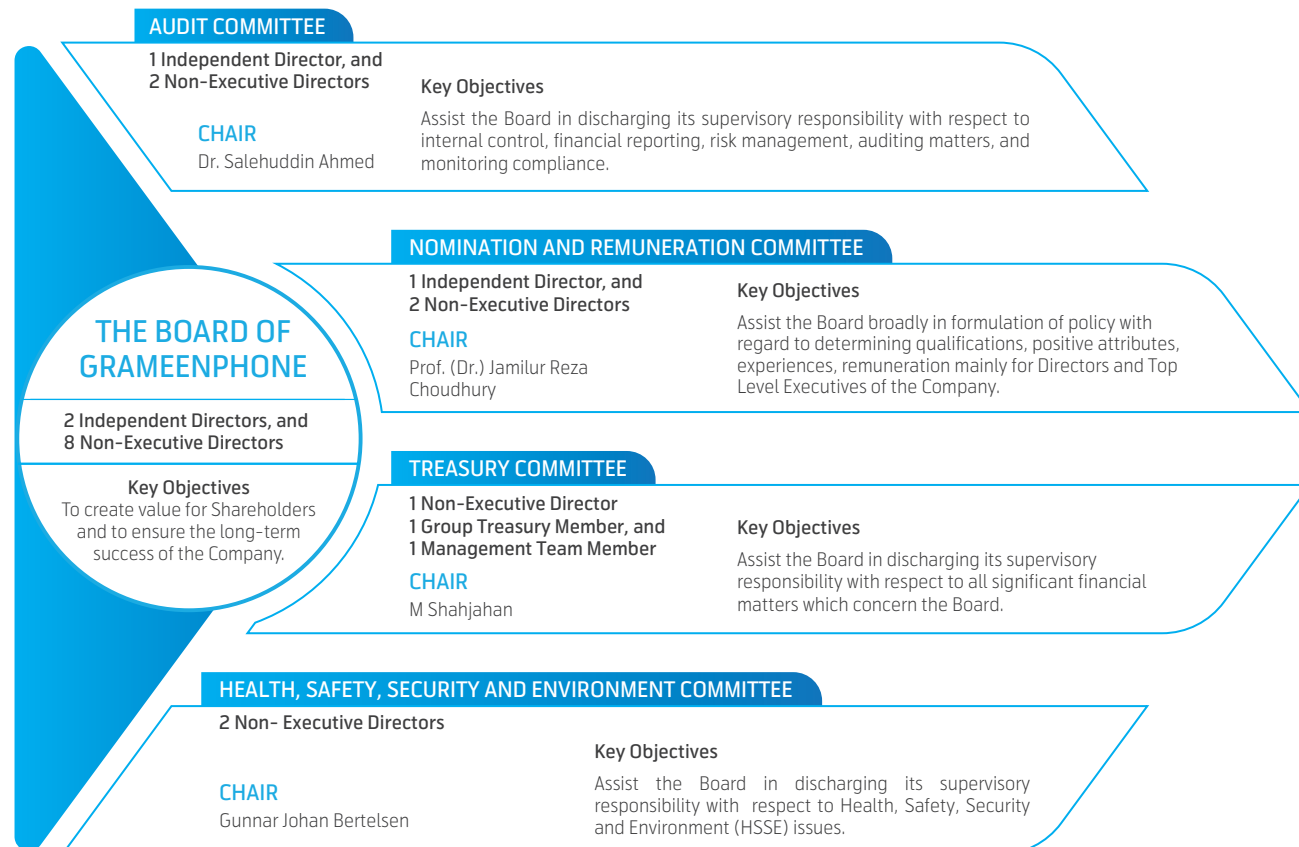 AUDIT COMMITTEE
1 Independent Director, and
2 Non-Executive Directors
CHAIR
Dr. Salehuddin Ahmed
Key Objectives
Assist the Board in discharging its supervisory responsibility with respect to
internal control, financial reporting, risk management, auditing matters, and
monitoring compliance.
THE BOARD OF
GRAMEENPHONE
2 Independent Directors, and
8 Non-Executive Directors
Key Objectives
To create value for Shareholders
and to ensure the long-term
success of the Company.
NOMINATION AND REMUNERATION COMMITTEE
1 Independent Director, and
2 Non-Executive Directors
CHAIR
Prof. (Dr.) Jamilur Reza
Choudhury
Key Objectives
Assist the Board broadly in formulation of policy with
regard to determining qualifications, positive attributes,
experiences, remuneration mainly for Directors and Top
Level Executives of the Company.
TREASURY COMMITTEE
1 Non-Executive Director
1 Group Treasury Member, and
1 Management Team Member
CHAIR
M Shahjahan
Key Objectives
Assist the Board in discharging its supervisory
responsibility with respect to all significant financial
matters which concern the Board.
HEALTH, SAFETY, SECURITY AND ENVIRONMENT COMMITTEE
2 Non- Executive Directors
CHAIR
Gunnar Johan Bertelsen
Key Objectives
Assist the Board in discharging its supervisory
responsibility with respect to Health, Safety, Security
and Environment (HSSE) issues.